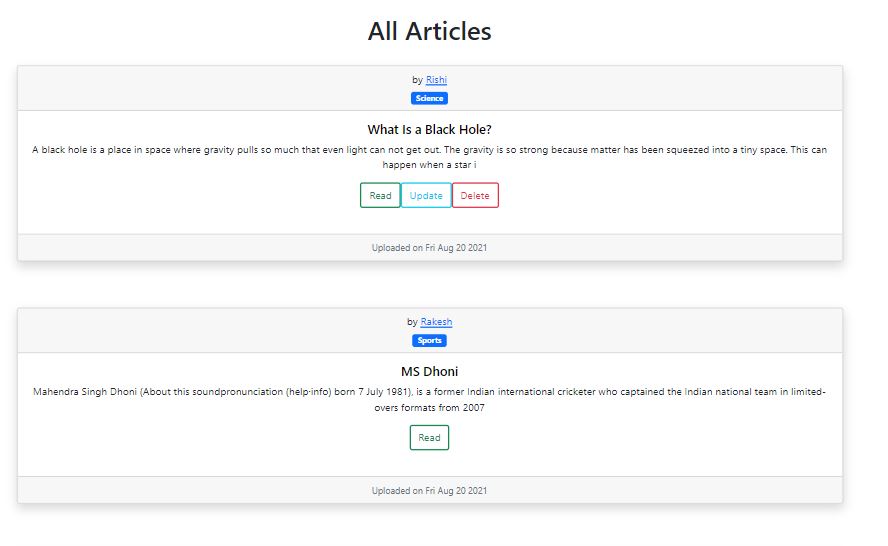 All Articles
by Rishi
Science
What Is a Black Hole?
A black hole is a place in space where gravity pulls so much that even light can not get out. The gravity is so strong because matter has been squeezed into a tiny space. This can
happen when a star i
Read Update Delete
Uploaded on Fri Aug 20 2021
by Rakesh
Sports
MS Dhoni
Mahendra Singh Dhoni (About this soundpronunciation (help·info) born 7 July 1981), is a former Indian international cricketer who captained the Indian national team in limited-
overs formats from 2007
Read
Uploaded on Fri Aug 20 2021